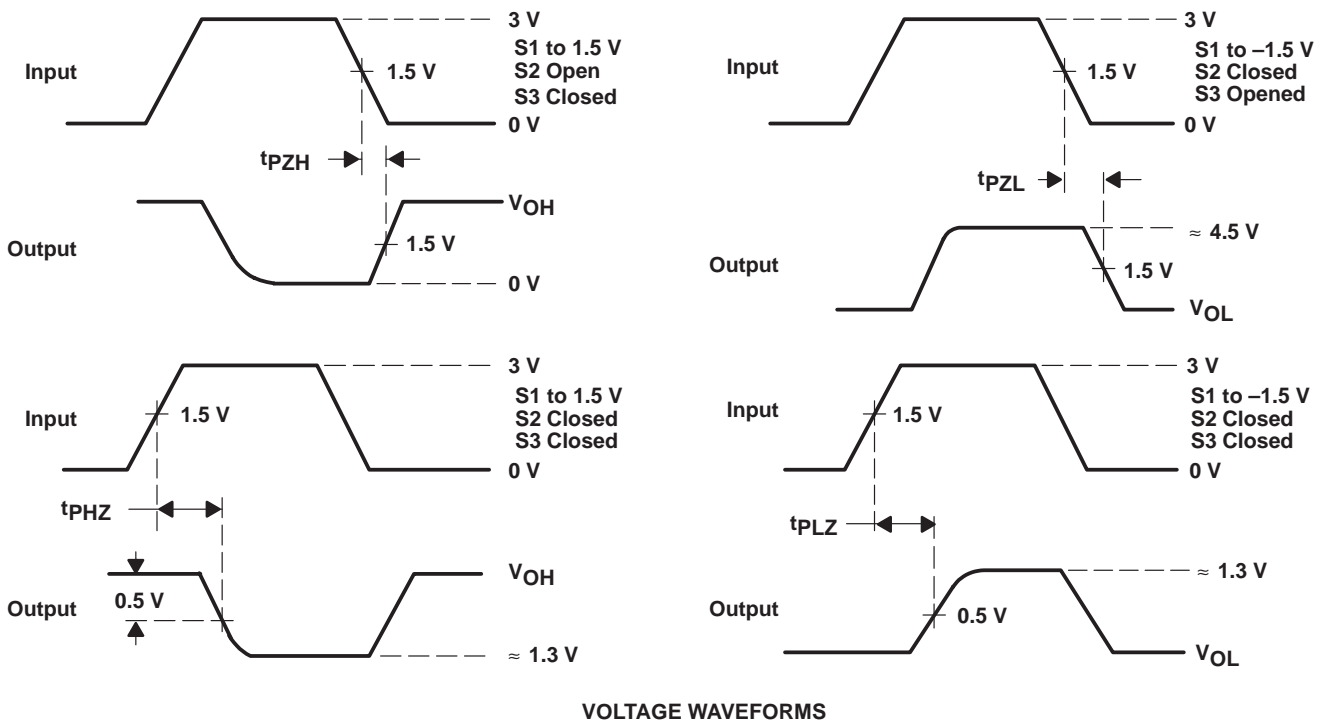 3 V
S1 to 1.5 V
Input
1.5 V
S2 Open
S3 Closed
0 V
tPZH
VOH
Output
1.5 V
0 V
3 V
S1 to –1.5 V
Input
1.5 V
S2 Closed
S3 Opened
0 V
tPZL
≈ 4.5 V
Output
1.5 V
VOL
3 V
S1 to 1.5 V
Input
1.5 V
S2 Closed
S3 Closed
0 V
tPHZ
VOH
0.5 V
Output
≈ 1.3 V
3 V
S1 to –1.5 V
Input
1.5 V
S2 Closed
S3 Closed
0 V
tPLZ
≈ 1.3 V
Output
0.5 V
VOL
VOLTAGE WAVEFORMS